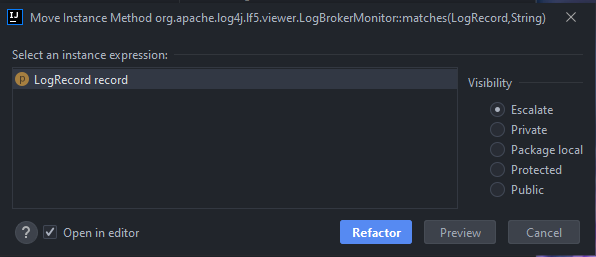 IJ Move Instance Method org.apache.log4j.lf5.viewer.LogBrokerMonitor::matches(LogRecord,String)
Select an instance expression:
p LogRecord record
Visibility
Escalate
Private
Package local
Protected
Public
? Open in editor
Refactor
Preview
Cancel